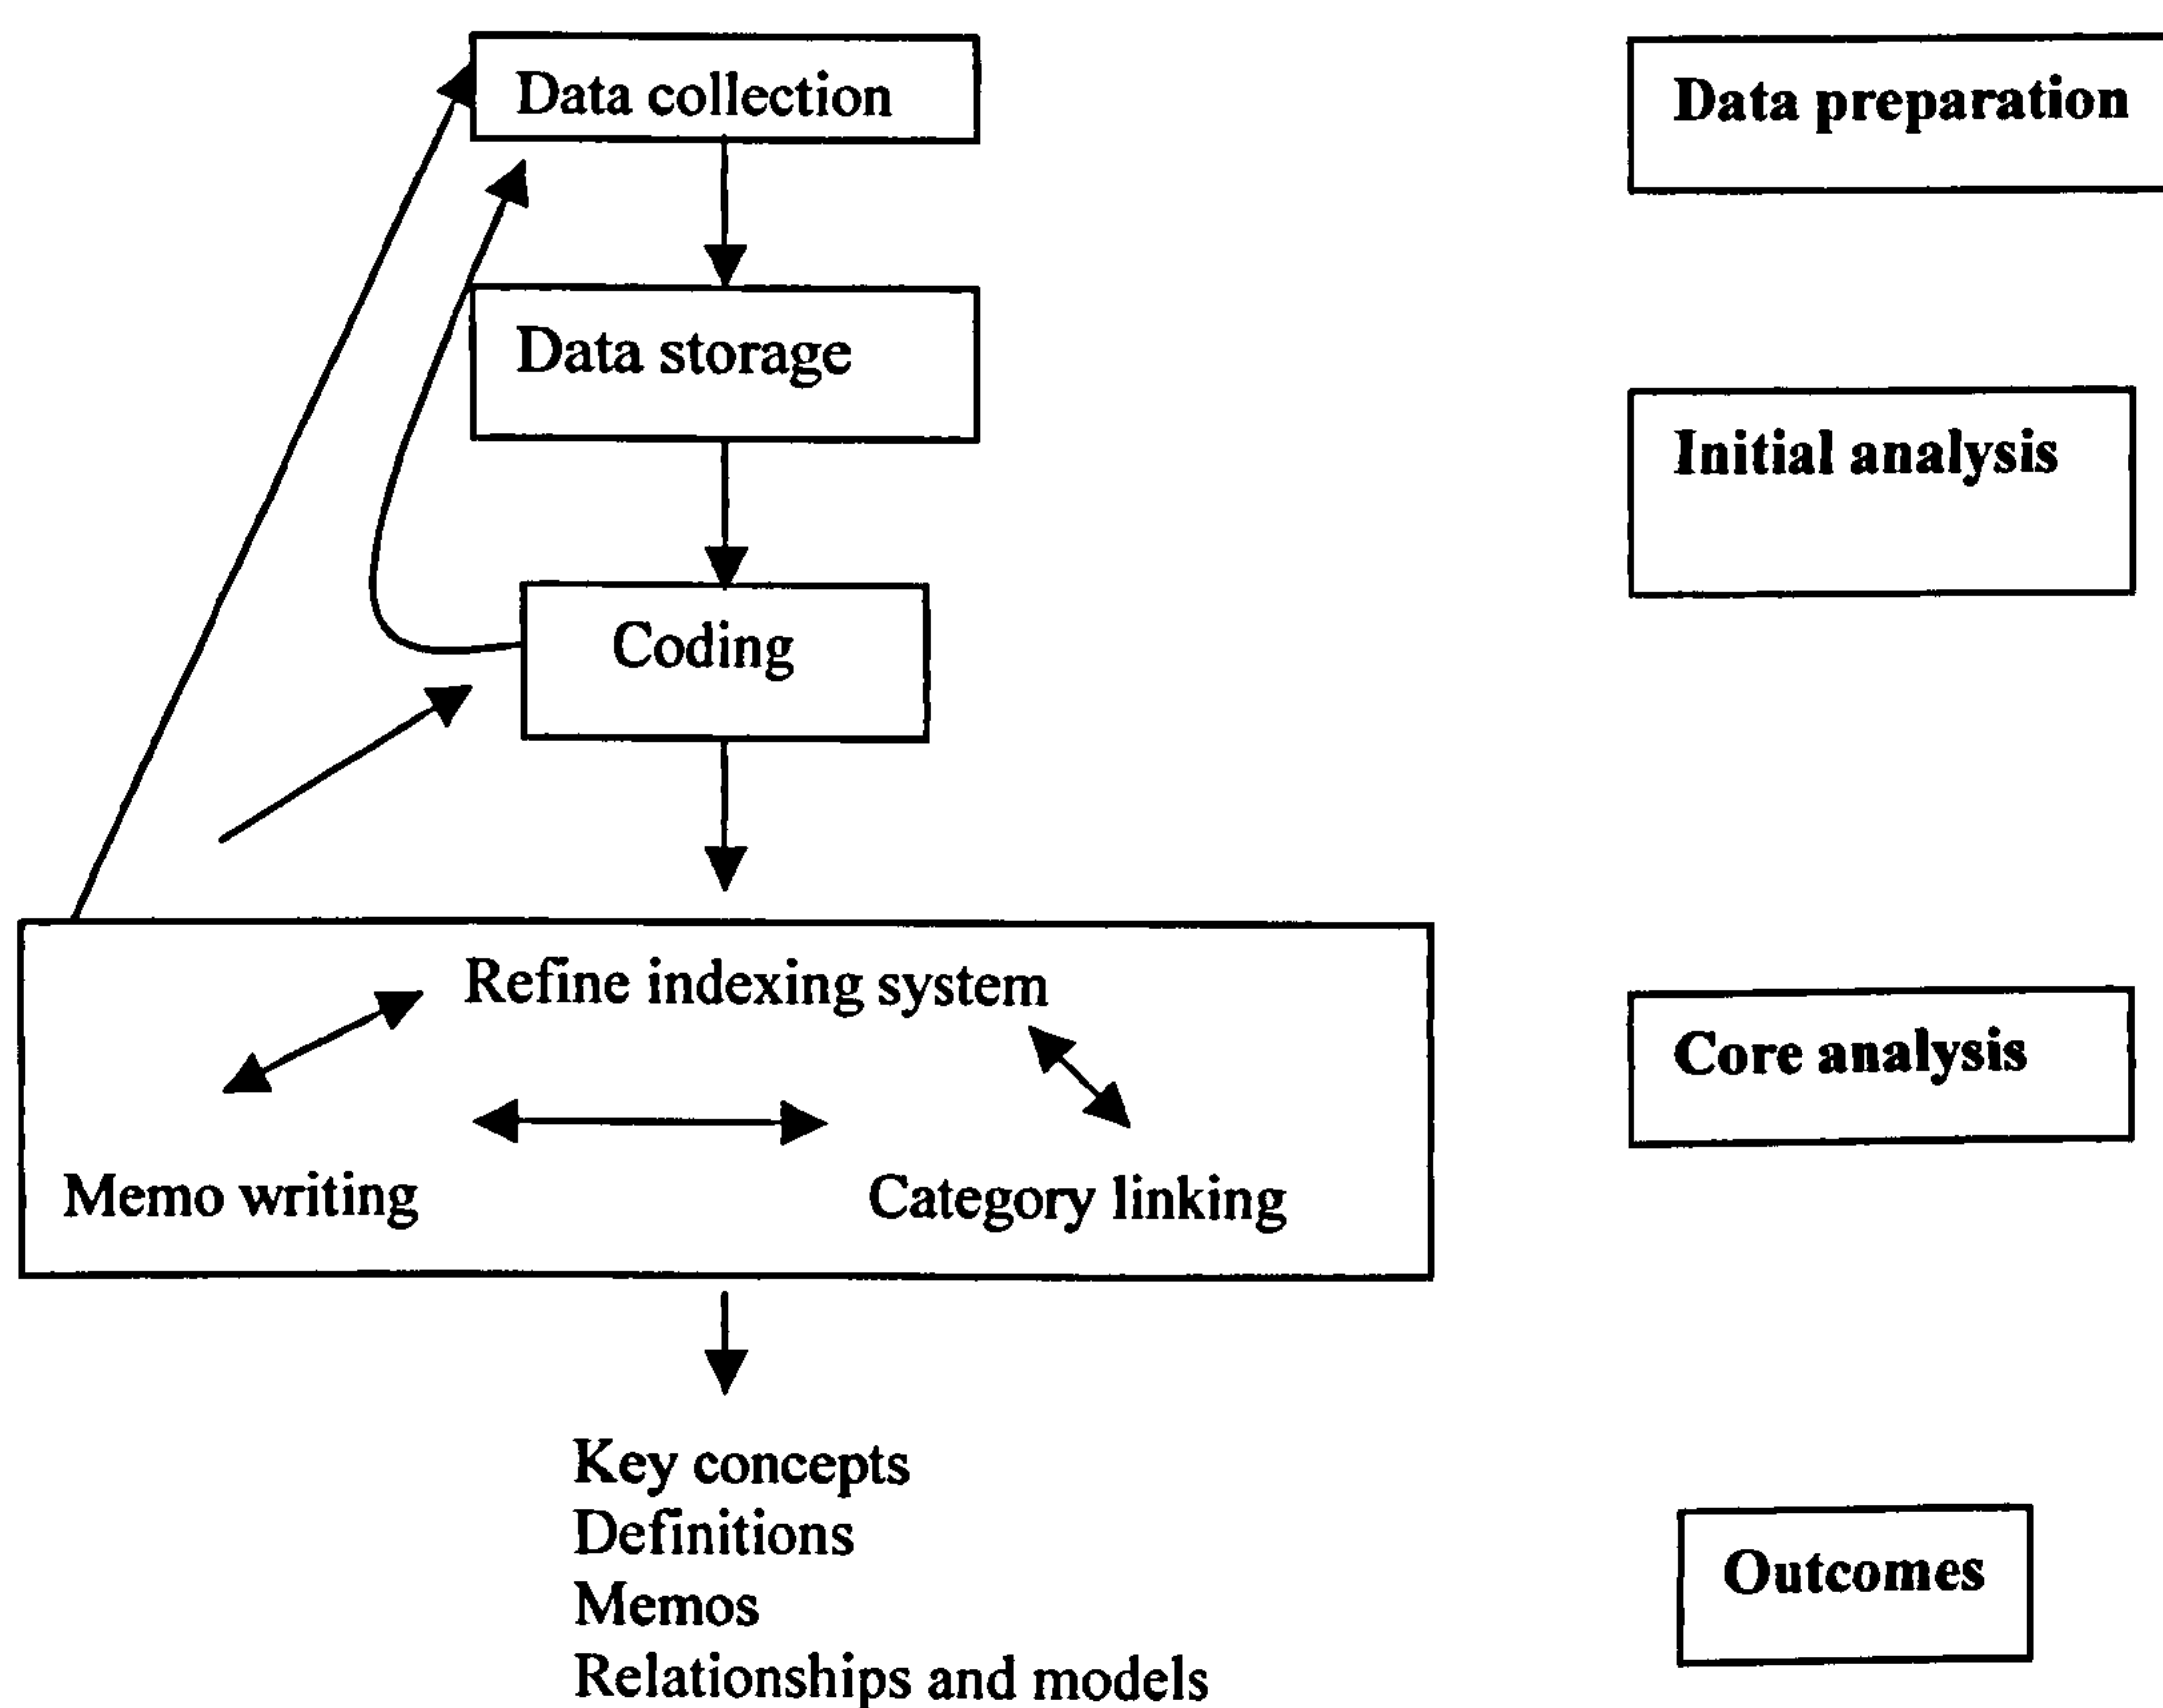 Data collection
Data preparation
Data storage
Initial analysis
Coding
Refine indexing system
Core analysis
Memo writing
Category linking
Key concepts
Definitions
Memos
Outcomes
Relationships and models